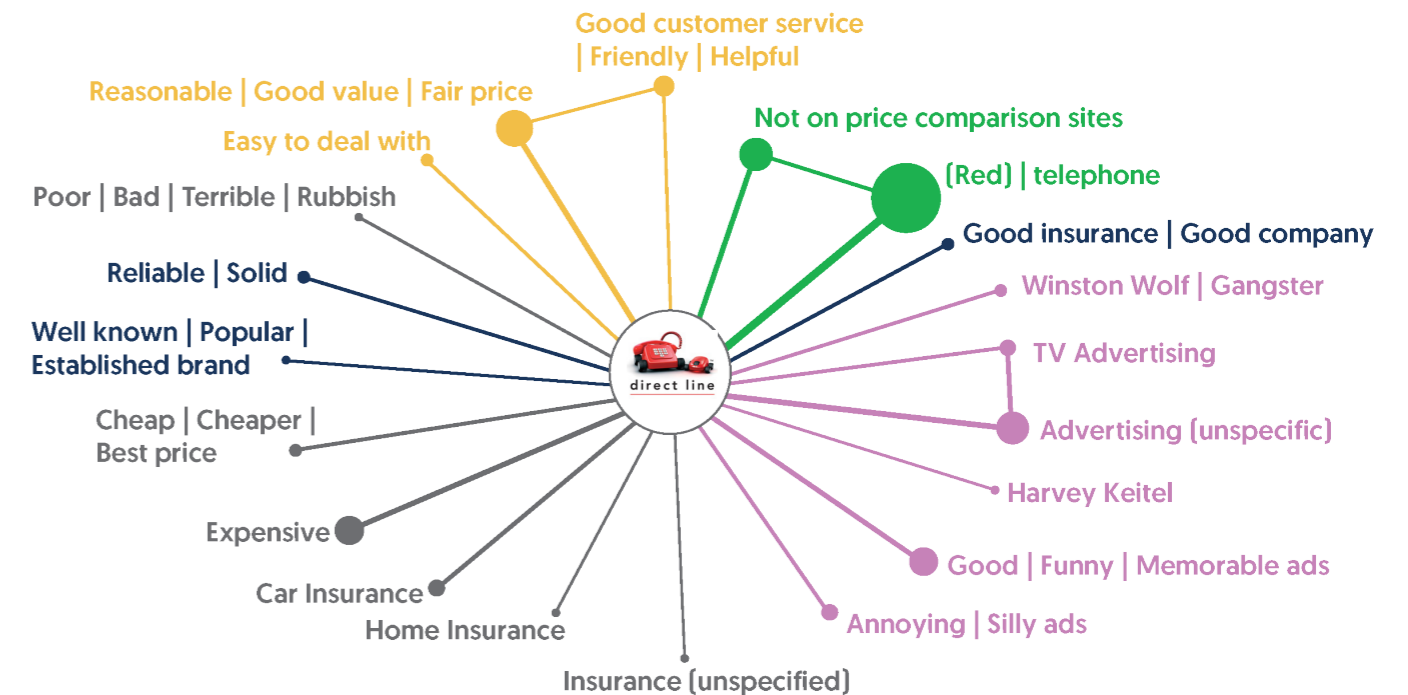 Good customer service
| Friendly | Helpful
Reasonable | Good value | Fair price
Easy to deal with
Poor | Bad | Terrible | Rubbish
Reliable | Solid
Well known | Popular |
Established brand
Cheap | Cheaper |
Best price
Expensive
Car Insurance
Home Insurance
Insurance (unspecified)
Not on price comparison sites
(Red) | telephone
Good insurance | Good company
Winston Wolf | Gangster
TV Advertising
Advertising (unspecific)
Harvey Keitel
Good | Funny | Memorable ads
Annoying | Silly ads
direct line